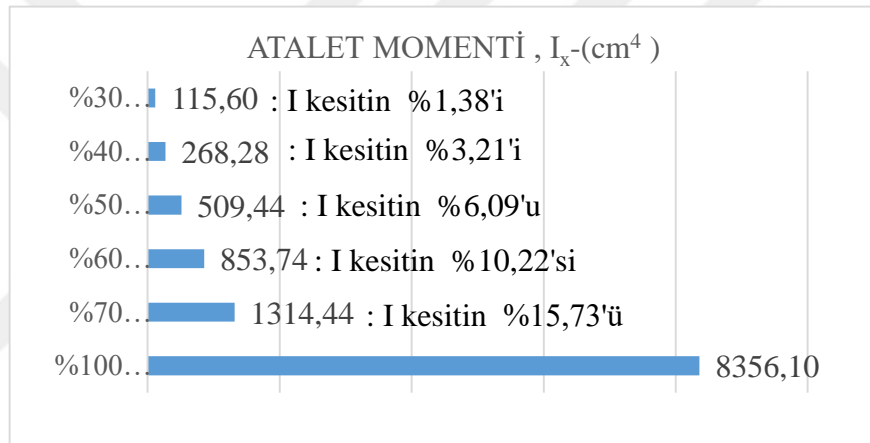 ATALET MOMENTİ , Iₓ-(cm⁴ )
%30… 115,60 : I kesitin %1,38'i
%40… 268,28 : I kesitin %3,21'i
%50… 509,44 : I kesitin %6,09'u
%60… 853,74 : I kesitin %10,22'si
%70… 1314,44 : I kesitin %15,73'ü
%100… 8356,10